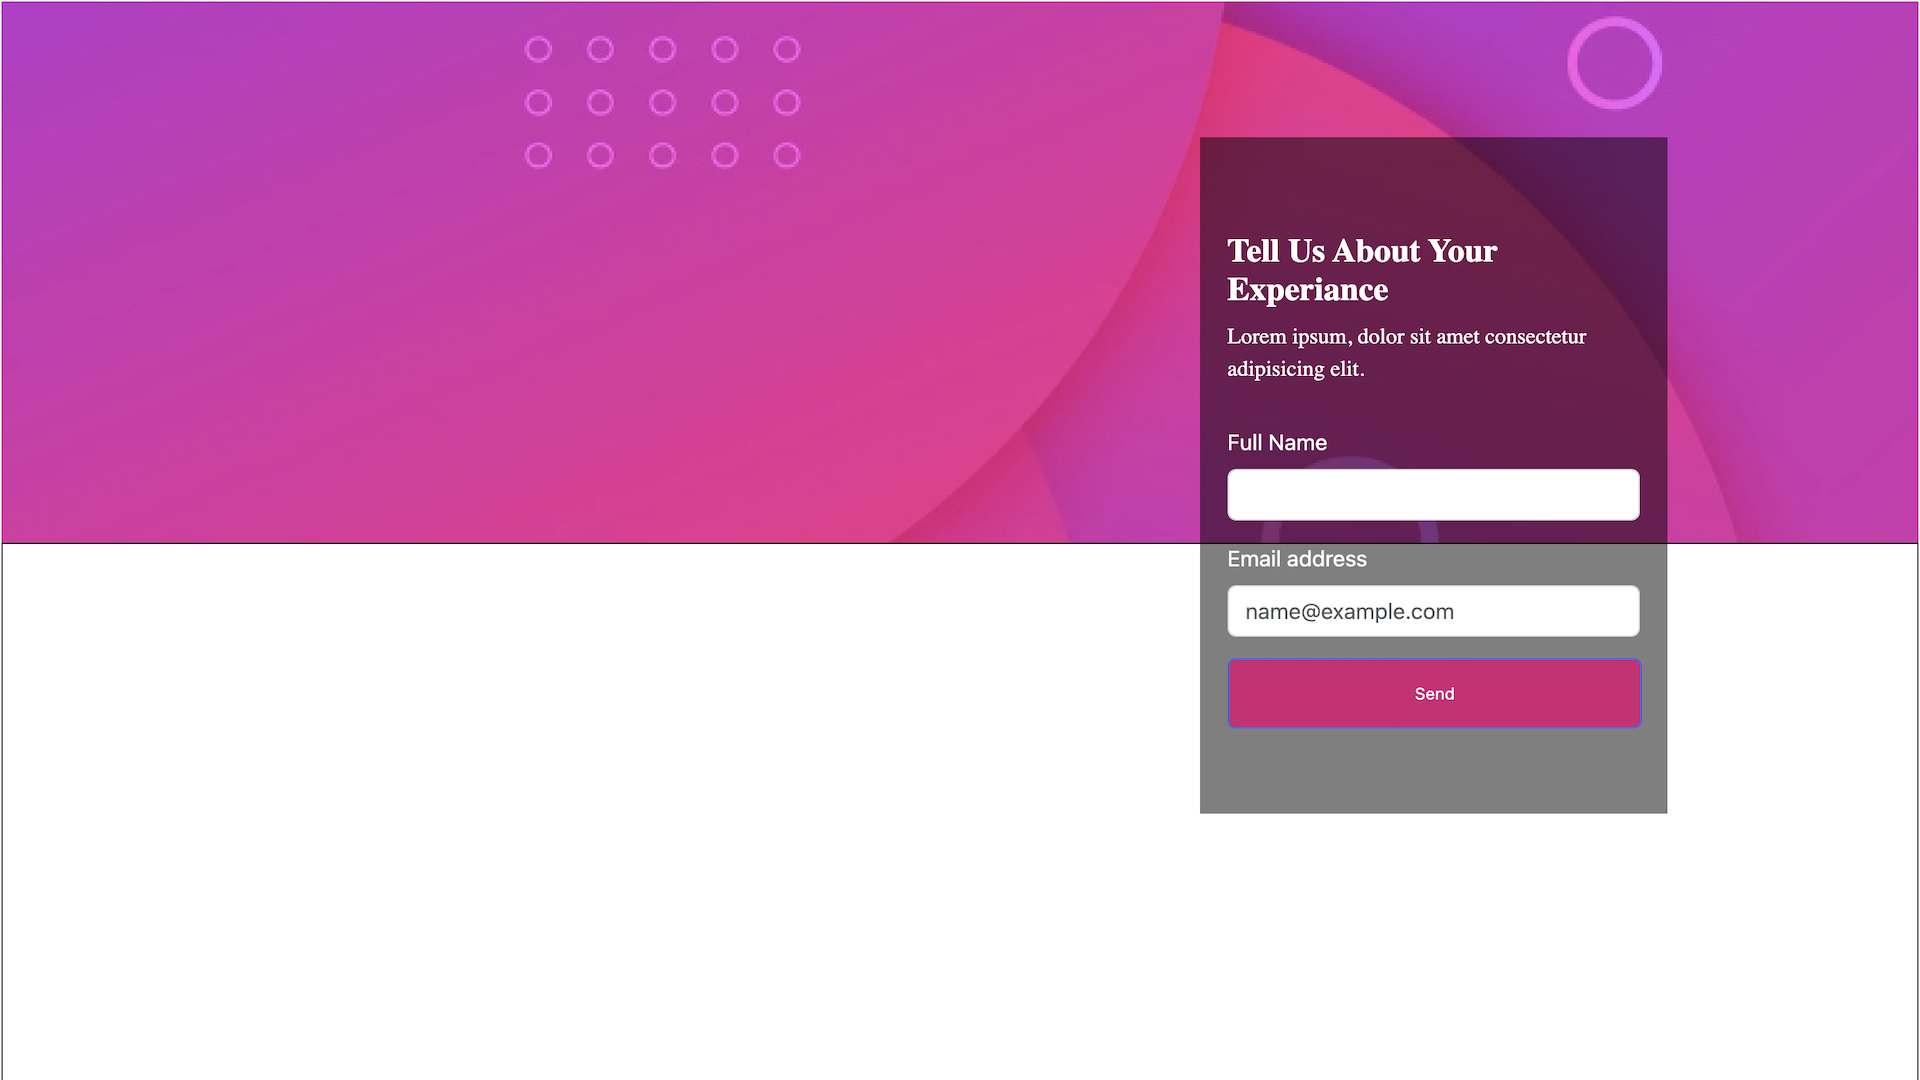 Tell Us About Your
Experiance
Lorem ipsum, dolor sit amet consectetur
adipisicing elit.
Full Name
Email address
name@example.com
Send